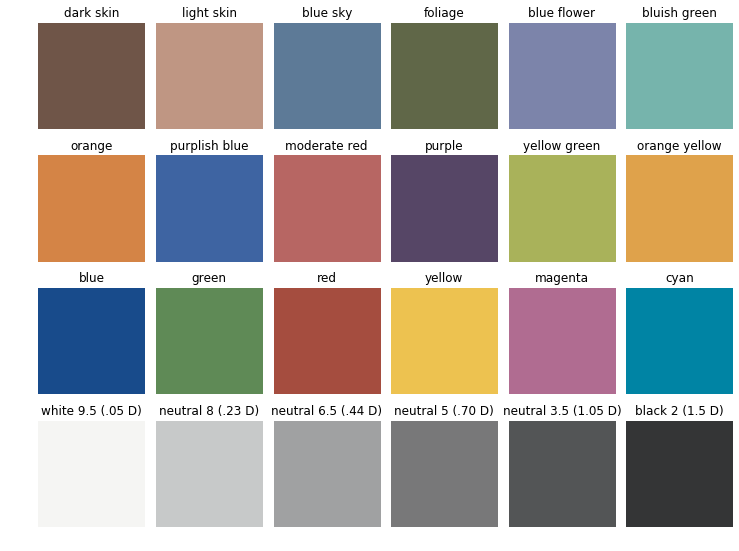 dark skin
light skin
blue sky
foliage
blue flower
bluish green
orange
purplish blue
moderate red
purple
yellow green
orange yellow
blue
green
red
yellow
magenta
cyan
white 9.5 (.05 D)
neutral 8 (.23 D)
neutral 6.5 (.44 D)
neutral 5 (.70 D)
neutral 3.5 (1.05 D)
black 2 (1.5 D)